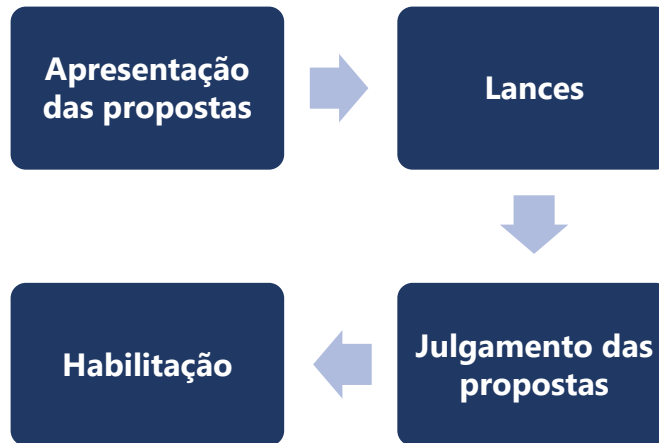 Apresentação
das propostas
Lances
Julgamento das
propostas
Habilitação